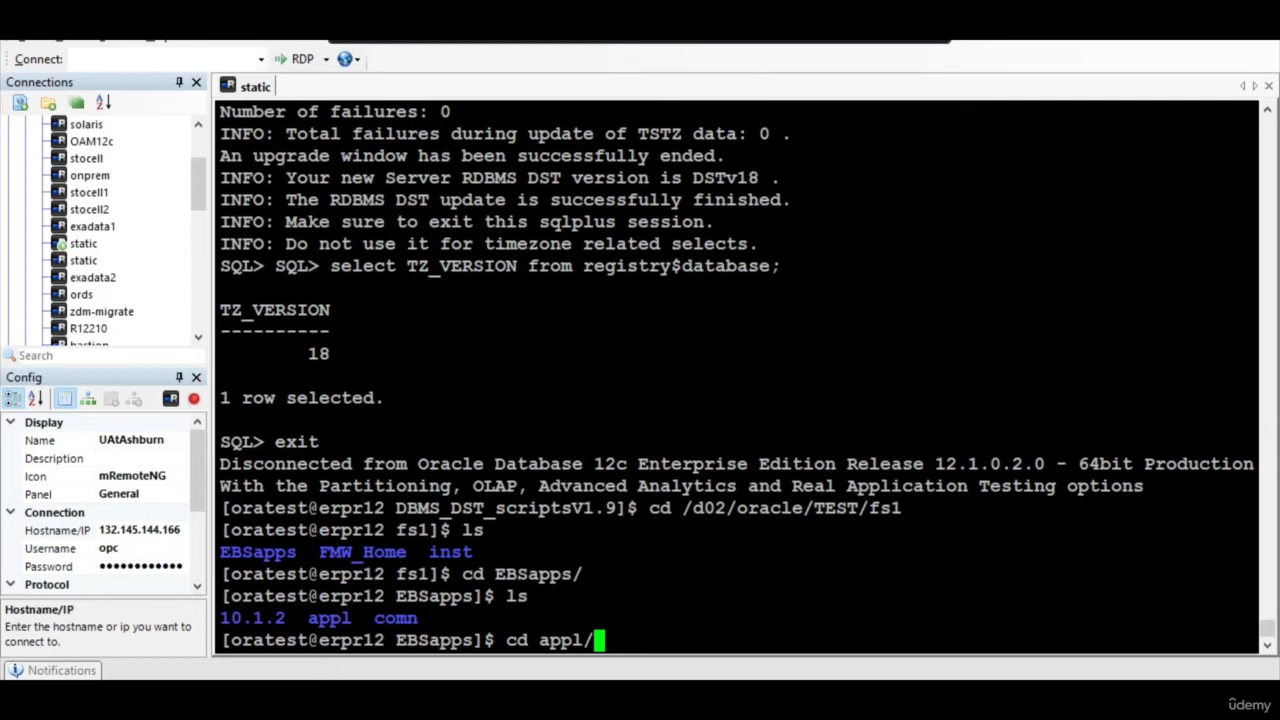 Connect:
RDP
Connections
static
solaris
OAM12c
stocell
onprem
stocell1
stocell2
exadata1
static
static
exadata2
ords
zdm-migrate
R12210
Search
Config
Display
Name UAtAshburn
Description
Icon mRemoteNG
Panel General
Connection
Hostname/IP 132.145.144.166
Username opc
Password ●●●●●●●●●●●●
Protocol
Hostname/IP
Enter the hostname or ip you want to
connect to.
Notifications
Number of failures: 0
INFO: Total failures during update of TSTZ data: 0 .
An upgrade window has been successfully ended.
INFO: Your new Server RDBMS DST version is DSTv18 .
INFO: The RDBMS DST update is successfully finished.
INFO: Make sure to exit this sqlplus session.
INFO: Do not use it for timezone related selects.
SQL> SQL> select TZ_VERSION from registry$database;
TZ_VERSION
----------
18
1 row selected.
SQL> exit
Disconnected from Oracle Database 12c Enterprise Edition Release 12.1.0.2.0 - 64bit Production
With the Partitioning, OLAP, Advanced Analytics and Real Application Testing options
[oratest@erpr12 DBMS_DST_scriptsV1.9]$ cd /d02/oracle/TEST/fs1
[oratest@erpr12 fs1]$ ls
EBSapps FMW_Home inst
[oratest@erpr12 fs1]$ cd EBSapps/
[oratest@erpr12 EBSapps]$ ls
10.1.2 appl comn
[oratest@erpr12 EBSapps]$ cd appl/
ûdemy